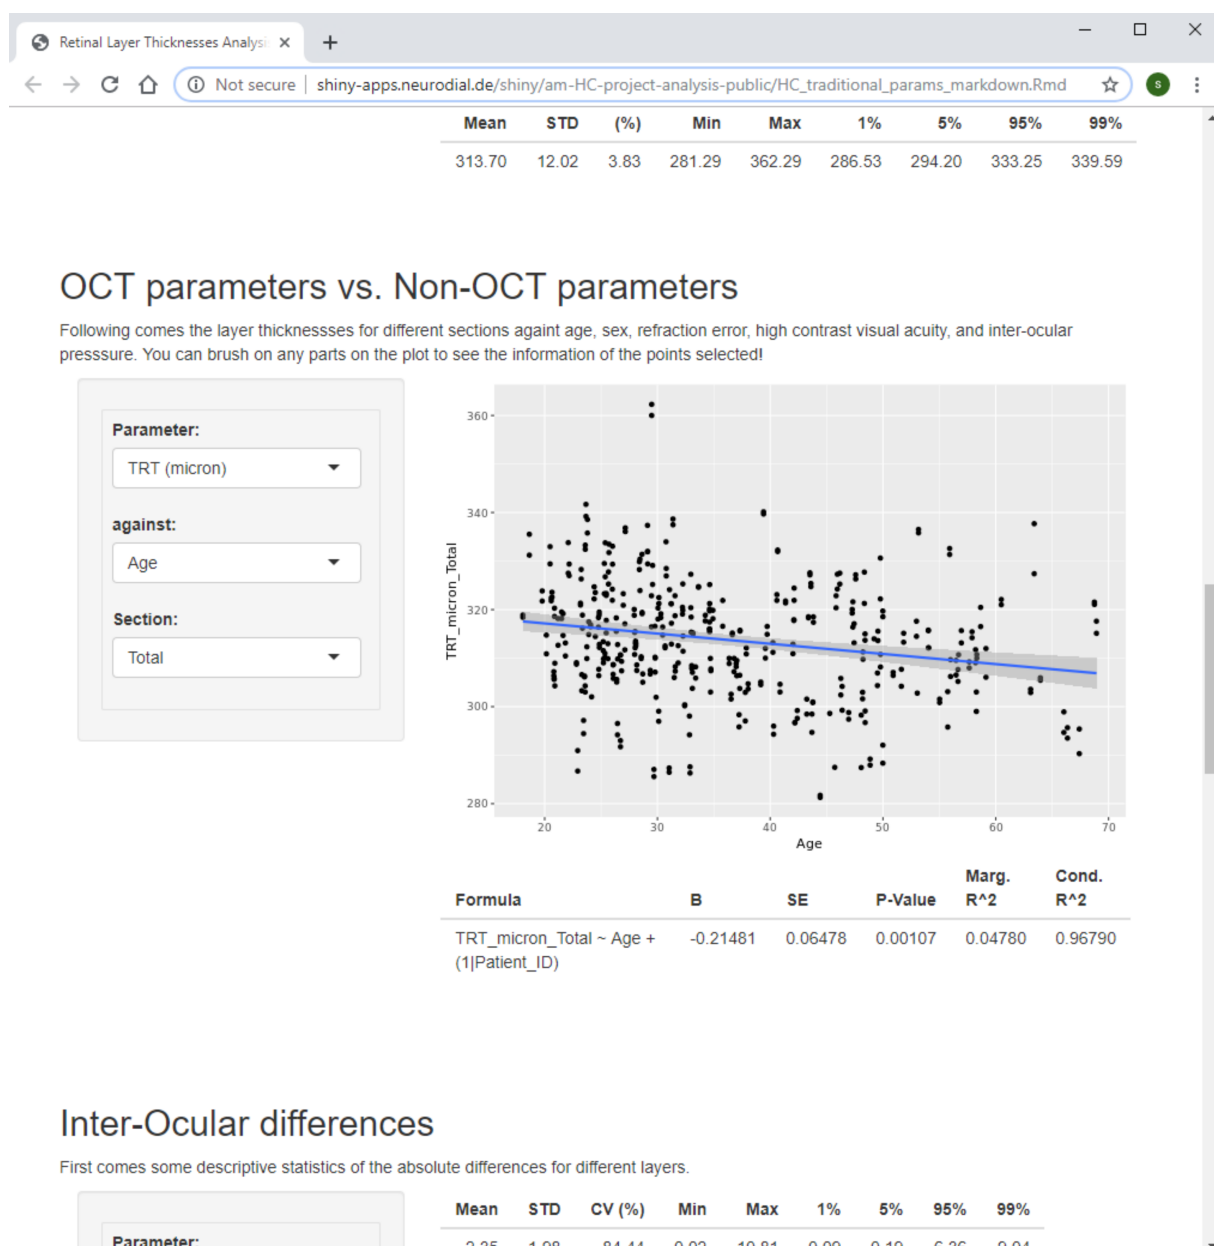 Retinal Layer Thicknesses Analysi
Not secure | shiny-apps.neurodial.de/shiny/am-HC-project-analysis-public/HC_traditional_params_markdown.Rmd
S
Mean STD (%) Min Max 1% 5% 95% 99%
313.70 12.02 3.83 281.29 362.29 286.53 294.20 333.25 339.59
OCT parameters vs. Non-OCT parameters
Following comes the layer thicknessses for different sections againt age, sex, refraction error, high contrast visual acuity, and inter-ocular
presssure. You can brush on any parts on the plot to see the information of the points selected!
Parameter:
TRT (micron)
against:
Age
Section:
Total
TRT_micron_Total
360
340
320
300
280
20 30 40 50 60 70
Age
Marg. Cond.
Formula B SE P-Value R^2 R^2
TRT_micron_Total ~ Age + -0.21481 0.06478 0.00107 0.04780 0.96790
(1|Patient_ID)
Inter-Ocular differences
First comes some descriptive statistics of the absolute differences for different layers.
Mean STD CV (%) Min Max 1% 5% 95% 99%
Parameter: